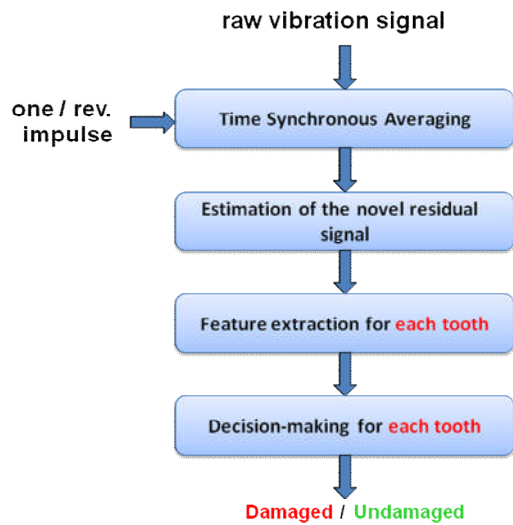 raw vibration signal
one / rev.
impulse
Time Synchronous Averaging
Estimation of the novel residual
signal
Feature extraction for each tooth
Decision-making for each tooth
Damaged / Undamaged